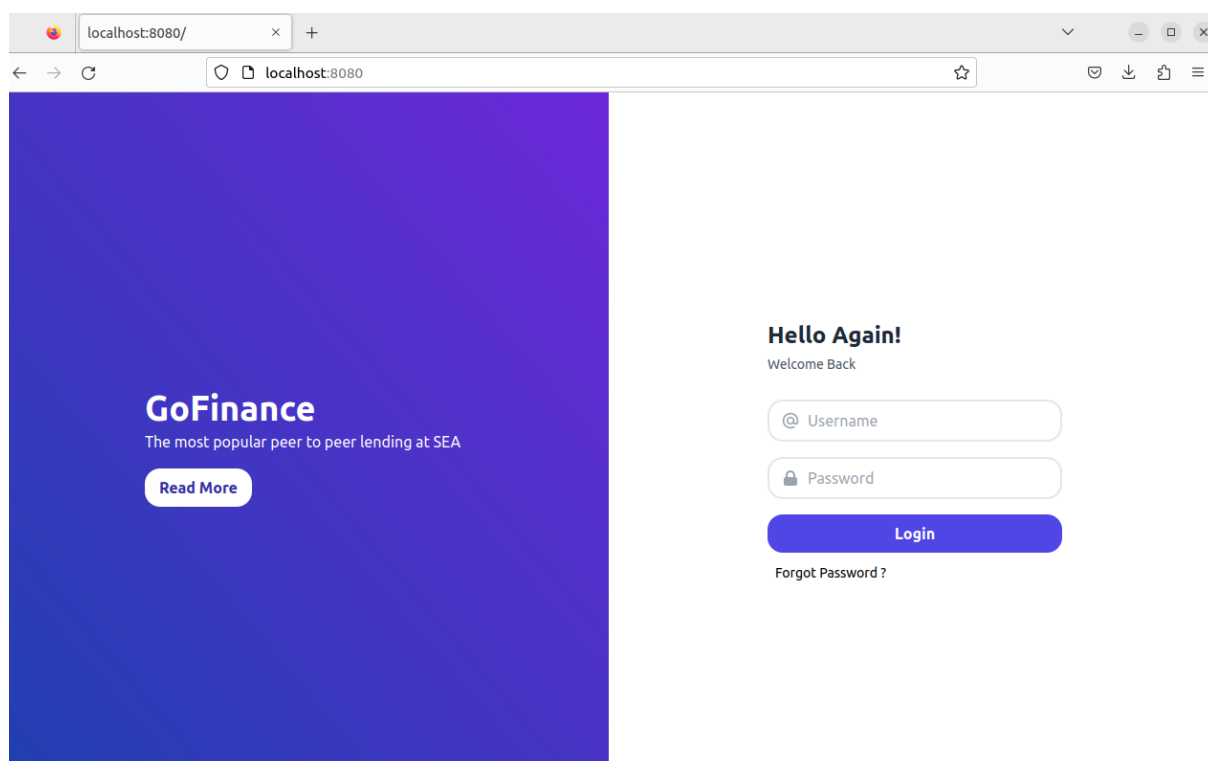 localhost:8080/
localhost:8080
GoFinance
The most popular peer to peer lending at SEA
Read More
Hello Again!
Welcome Back
@ Username
Password
Login
Forgot Password ?